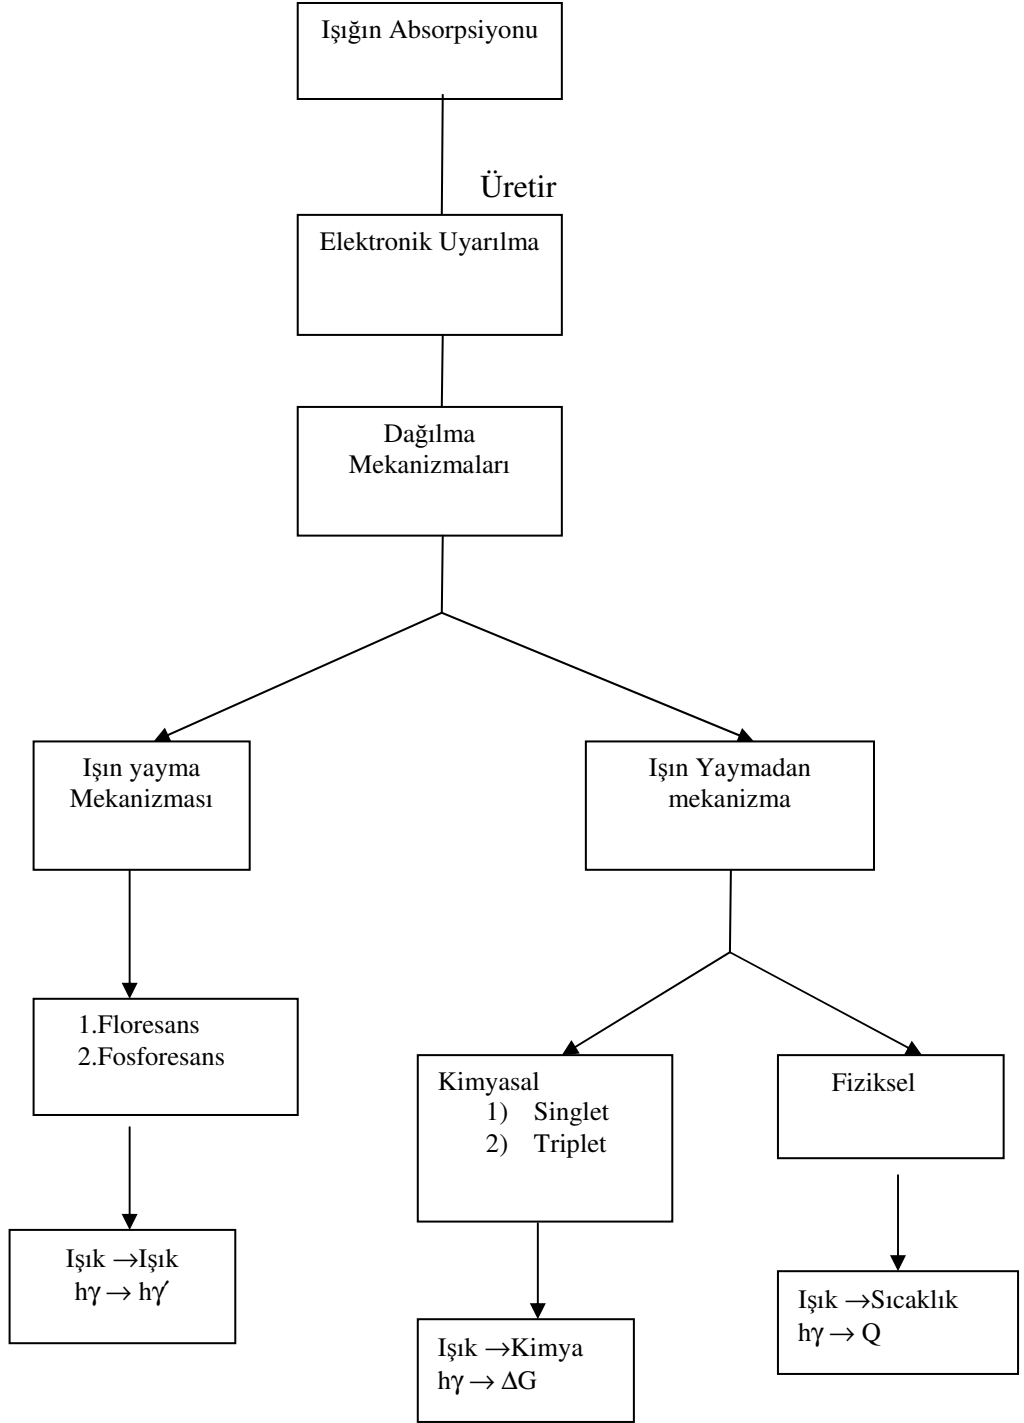 Işığın Absorpsiyonu
Üretir
Elektronik Uyarılma
Dağılma
Mekanizmaları
Işın yayma
Mekanizması
Işın Yaymadan
mekanizma
1.Floresans
2.Fosforesans
Kimyasal
1) Singlet
2) Triplet
Fiziksel
Işık →Işık
hγ → hγ′
Işık →Kimya
hγ → ΔG
Işık →Sıcaklık
hγ → Q